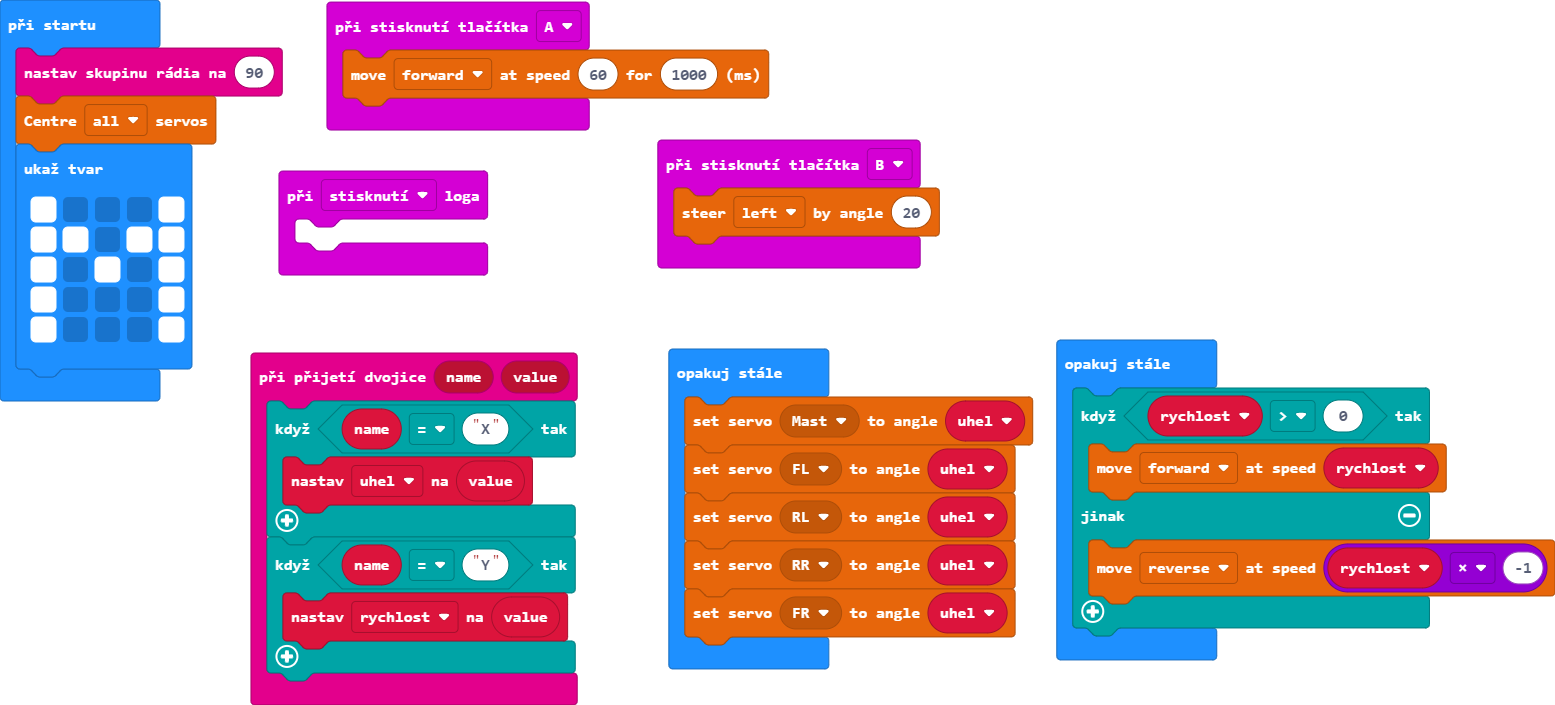 při startu
nastav skupinu rádia na 90
Centre all servos
ukaž tvar
při stisknutí tlačítka A
move forward at speed 60 for 1000 (ms)
při stisknutí loga
při stisknutí tlačítka B
steer left by angle 20
při přijetí dvojice name value
když name = "X" tak
nastav uhel na value
když name = "Y" tak
nastav rychlost na value
opakuj stále
set servo Mast to angle uhel
set servo FL to angle uhel
set servo RL to angle uhel
set servo RR to angle uhel
set servo FR to angle uhel
opakuj stále
když rychlost > 0 tak
move forward at speed rychlost
jinak
move reverse at speed rychlost × -1